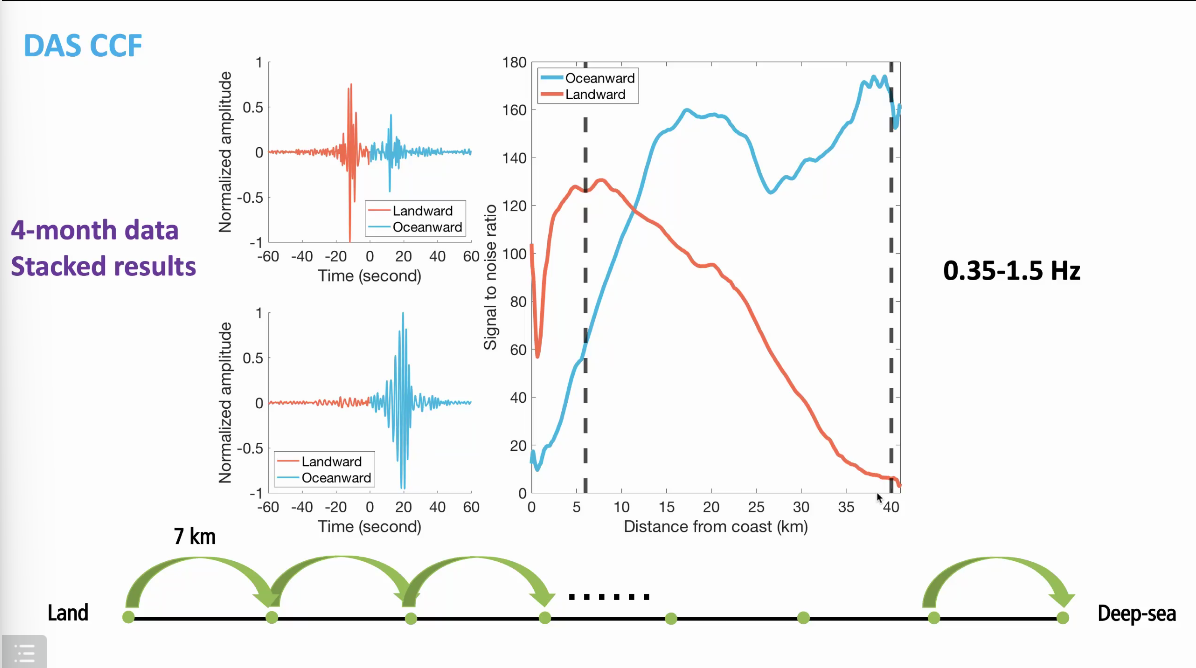 DAS CCF
4-month data
Stacked results
Normalized amplitude
1
0.5
0
-0.5
-1
-60 -40 -20 0 20 40 60
Time (second)
Landward
Oceanward
Normalized amplitude
1
0.5
0
-0.5
-1
-60 -40 -20 0 20 40 60
Time (second)
Landward
Oceanward
Signal to noise ratio
180
160
140
120
100
80
60
40
20
0
0 5 10 15 20 25 30 35 40
Distance from coast (km)
Oceanward
Landward
0.35-1.5 Hz
7 km
Land
......
Deep-sea